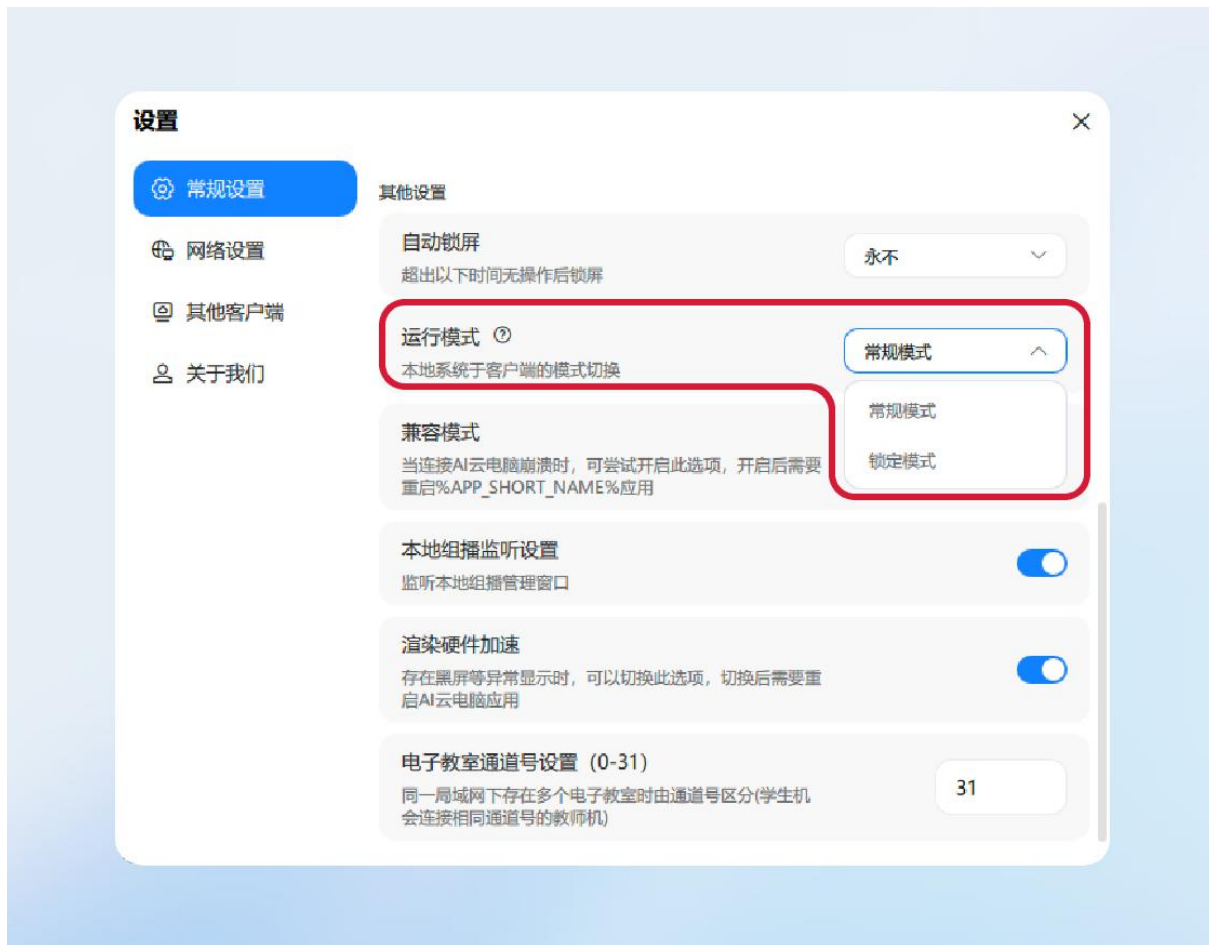 设置
常规设置
网络设置
其他客户端
关于我们
其他设置
自动锁屏
超出以下时间无操作后锁屏
永不
运行模式
本地系统于客户端的模式切换
常规模式
常规模式
锁定模式
兼容模式
当连接AI云电脑崩溃时，可尝试开启此选项，开启后需要
重启%APP_SHORT_NAME%应用
本地组播监听设置
监听本地组播管理窗口
渲染硬件加速
存在黑屏等异常显示时，可以切换此选项，切换后需要重
启AI云电脑应用
电子教室通道号设置（0-31）
同一局域网下存在多个电子教室时由通道号区分(学生机
会连接相同通道号的教师机)
31